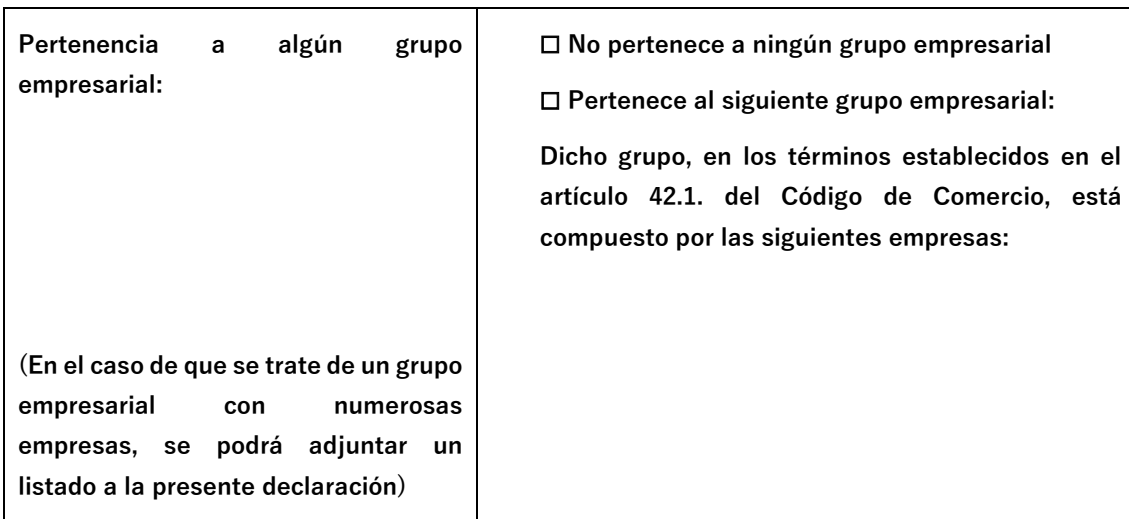 Pertenencia a algún grupo
empresarial:
(En el caso de que se trate de un grupo
empresarial con numerosas
empresas, se podrá adjuntar un
listado a la presente declaración)
☐ No pertenece a ningún grupo empresarial
☐ Pertenece al siguiente grupo empresarial:
Dicho grupo, en los términos establecidos en el
artículo 42.1. del Código de Comercio, está
compuesto por las siguientes empresas: